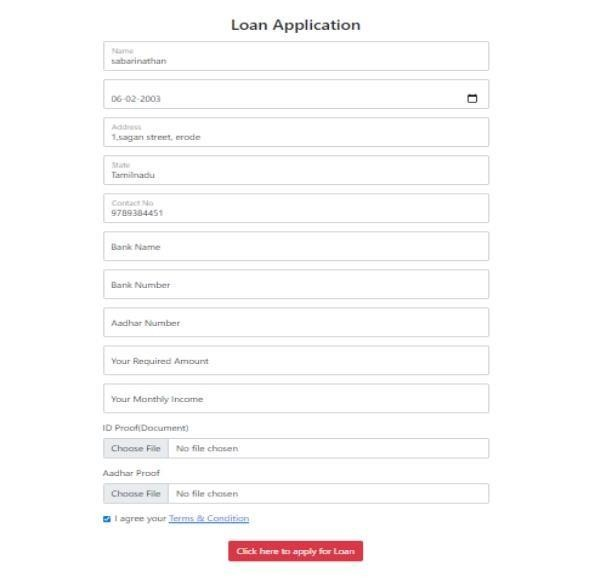 Loan Application
Name
sabarinathan
06-02-2003
Address
1,sagan street, erode
State
Tamilnadu
Contact No
9789384451
Bank Name
Bank Number
Aadhar Number
Your Required Amount
Your Monthly Income
ID Proof(Document)
Choose File No file chosen
Aadhar Proof
Choose File No file chosen
I agree your Terms & Condition
Click here to apply for Loan